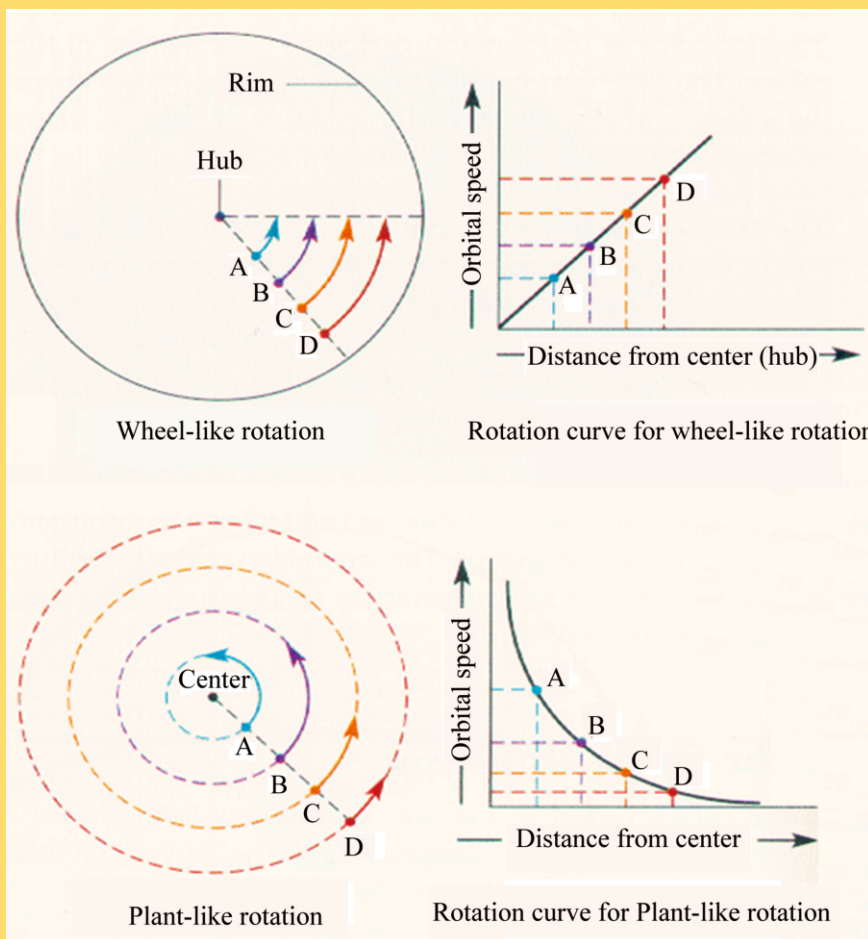 Rim
Hub
A
B
C
D
Wheel-like rotation
Orbital speed
A
B
C
D
Distance from center (hub)
Rotation curve for wheel-like rotation
Center
A
B
C
D
Plant-like rotation
Orbital speed
A
B
C
D
Distance from center
Rotation curve for Plant-like rotation